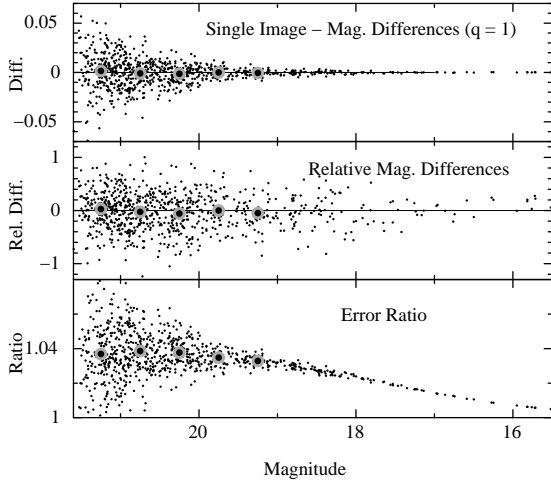 Single Image – Mag. Differences (q = 1)
0.05
0
−0.05
Diff.
Relative Mag. Differences
1
0
−1
Rel. Diff.
Error Ratio
1.04
1
Ratio
20
18
16
Magnitude